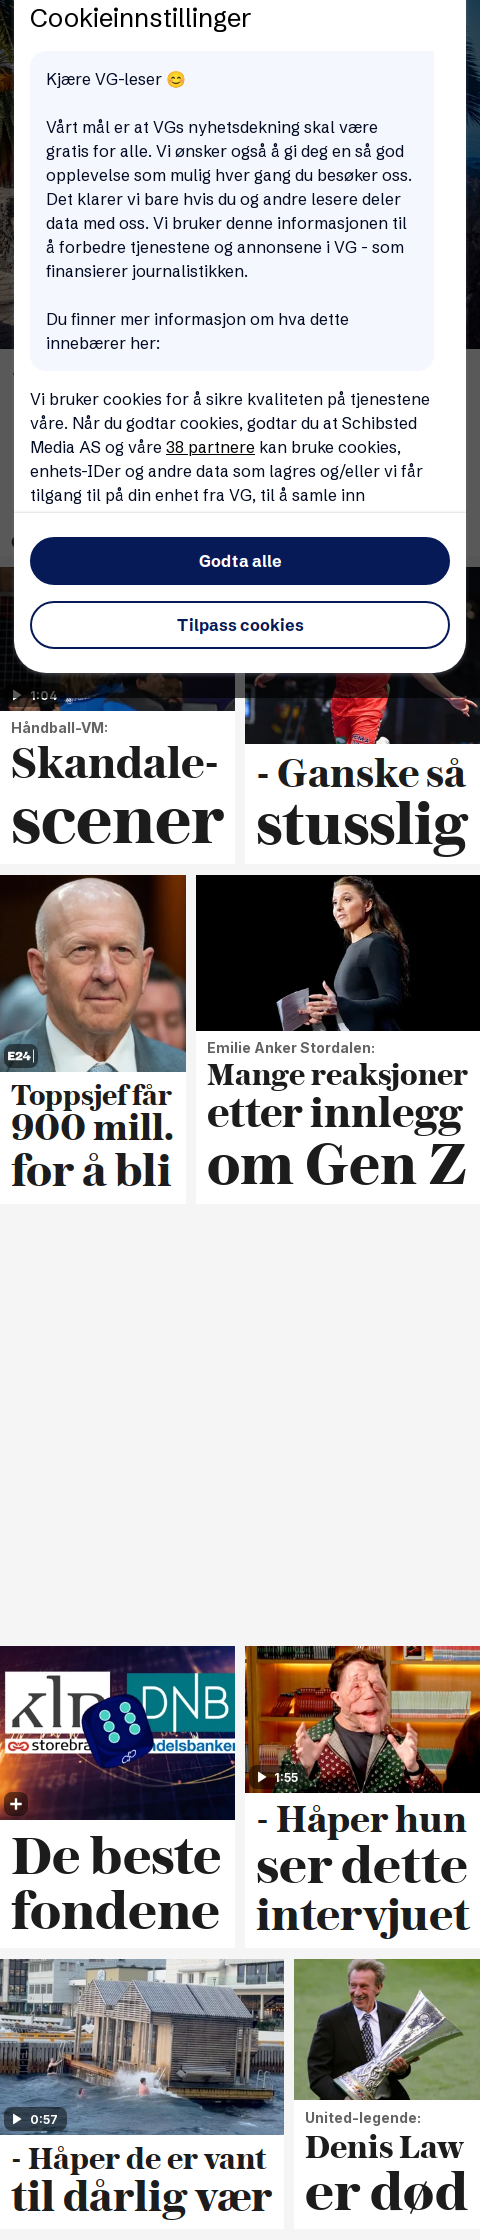 Cookieinnstillinger
Kjære VG-leser 😊
Vårt mål er at VGs nyhetsdekning skal være
gratis for alle. Vi ønsker også å gi deg en så god
opplevelse som mulig hver gang du besøker oss.
Det klarer vi bare hvis du og andre lesere deler
data med oss. Vi bruker denne informasjonen til
å forbedre tjenestene og annonsene i VG - som
finansierer journalistikken.
Du finner mer informasjon om hva dette
innebærer her:
Vi bruker cookies for å sikre kvaliteten på tjenestene
våre. Når du godtar cookies, godtar du at Schibsted
Media AS og våre 38 partnere kan bruke cookies,
enhets-IDer og andre data som lagres og/eller vi får
tilgang til på din enhet fra VG, til å samle inn
Godta alle
Tilpass cookies
1:04
Håndball-VM:
Skandale-
scener
- Ganske så
stusslig
E24
Toppsjef får
900 mill.
for å bli
Emilie Anker Stordalen:
Mange reaksjoner
etter innlegg
om Gen Z
klp DNB
storebra
ndelsbanken
De beste
fondene
1:55
- Håper hun
ser dette
intervjuet
0:57
- Håper de er vant
til dårlig vær
United-legende:
Denis Law
er død